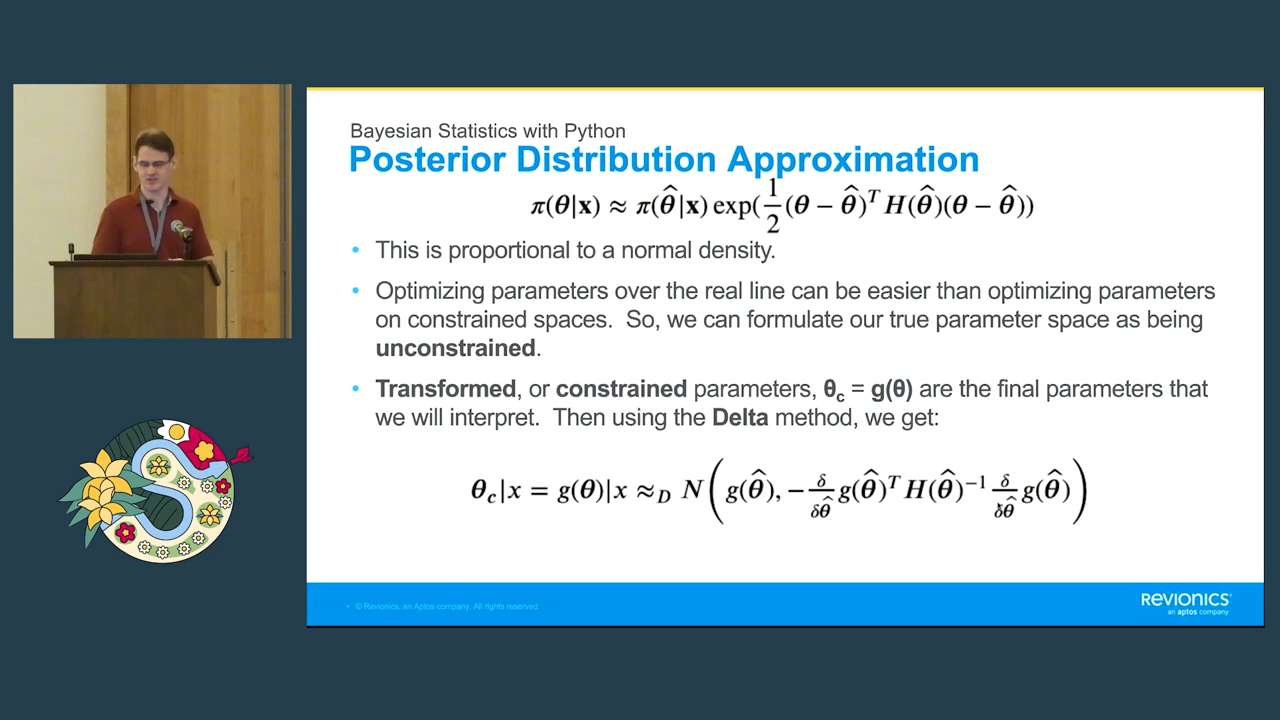 Bayesian Statistics with Python
Posterior Distribution Approximation
π(θ|x) ≈ π(θ̂|x) exp(½(θ − θ̂)ᵀ H(θ̂)(θ − θ̂))
• This is proportional to a normal density.
• Optimizing parameters over the real line can be easier than optimizing parameters
on constrained spaces. So, we can formulate our true parameter space as being
unconstrained.
• Transformed, or constrained parameters, θc = g(θ) are the final parameters that
we will interpret. Then using the Delta method, we get:
θc|x = g(θ)|x ≈D N(g(θ̂), −δ/δθ̂ g(θ̂)ᵀ H(θ̂)⁻¹ δ/δθ̂ g(θ̂))
• © Revionics, an Aptos company. All rights reserved.
REVIONICS
an aptos company